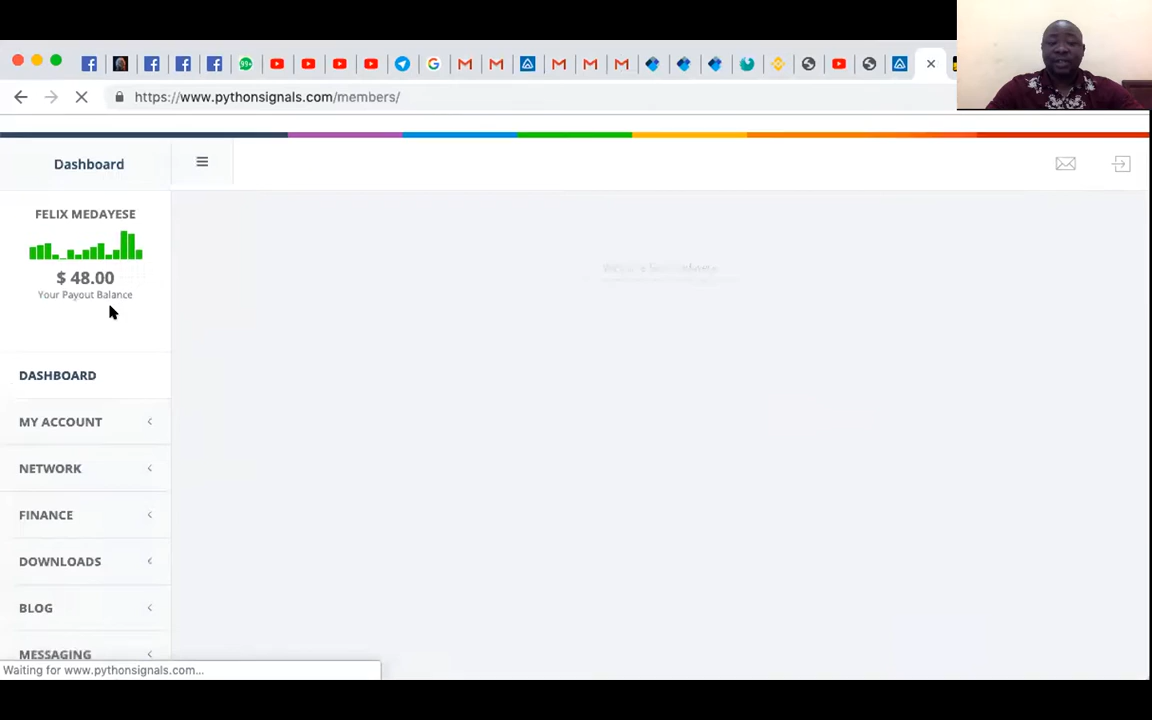 99+
https://www.pythonsignals.com/members/
Dashboard
FELIX MEDAYESE
$ 48.00
Your Payout Balance
DASHBOARD
MY ACCOUNT
NETWORK
FINANCE
DOWNLOADS
BLOG
MESSAGING
Waiting for www.pythonsignals.com...